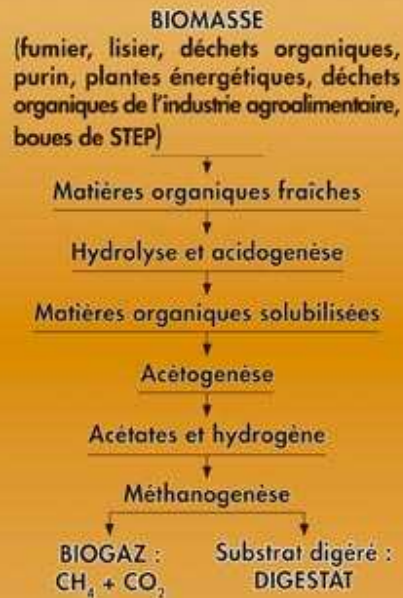 BIOMASSE
(fumier, lisier, déchets organiques,
purin, plantes énergétiques, déchets
organiques de l'industrie agroalimentaire,
boues de STEP)
Matières organiques fraîches
Hydrolyse et acidogenèse
Matières organiques solubilisées
Acétogenèse
Acétates et hydrogène
Méthanogenèse
BIOGAZ :
CH₄ + CO₂
Substrat digéré :
DIGESTAT